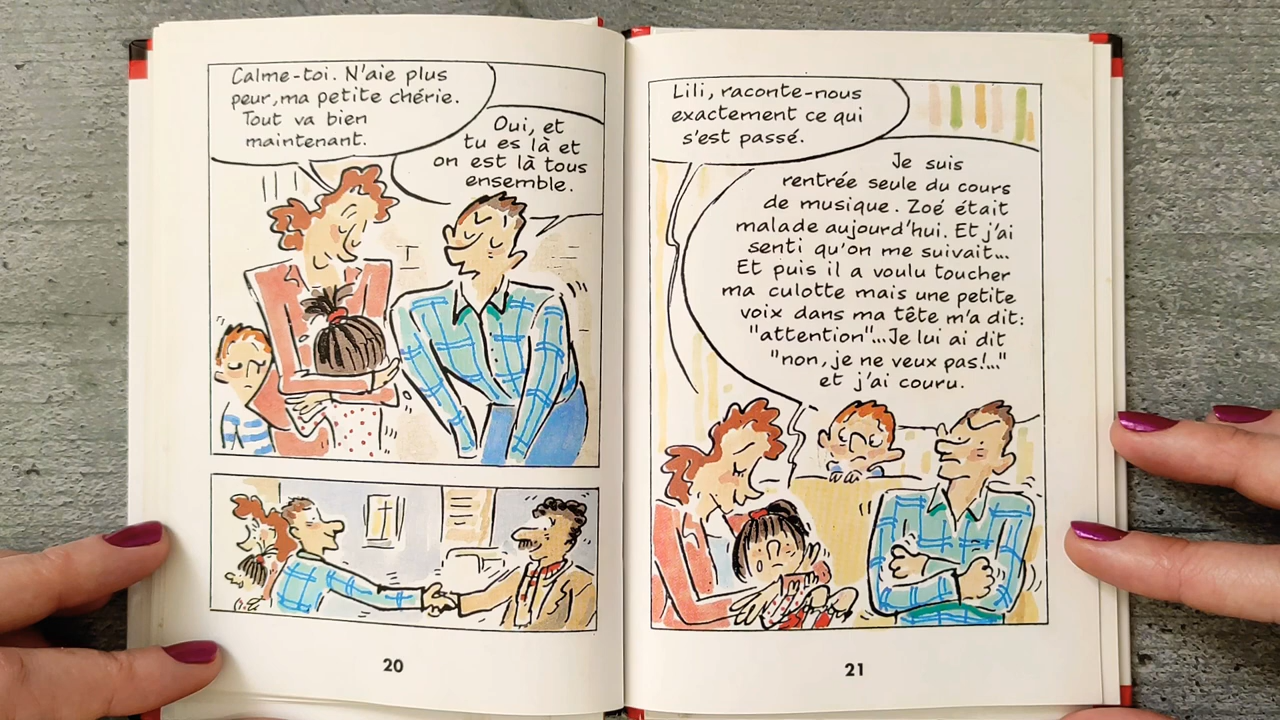 Calme-toi. N'aie plus
peur, ma petite chérie.
Tout va bien
maintenant.
Oui, et
tu es là et
on est là tous
ensemble.
20
Lili, raconte-nous
exactement ce qui
s'est passé.
Je suis
rentrée seule du cours
de musique. Zoé était
malade aujourd'hui. Et j'ai
senti qu'on me suivait...
Et puis il a voulu toucher
ma culotte mais une petite
voix dans ma tête m'a dit:
"attention"...Je lui ai dit
"non, je ne veux pas!..."
et j'ai couru.
21